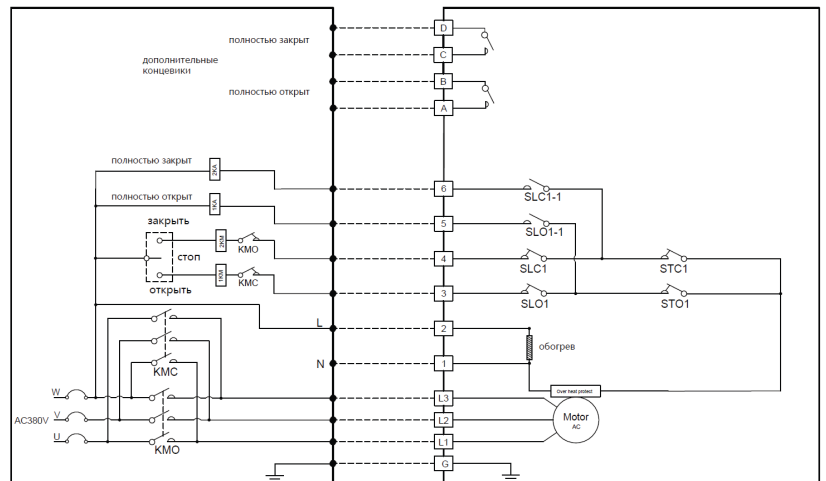 D
полностью закрыт
C
дополнительные
концевики
B
полностью открыт
A
полностью закрыт
2KA
6
SLC1-1
полностью открыт
1KA
5
SLO1-1
закрыть
2KM
KMO
стоп
4
SLC1
STC1
1KM
KMC
открыть
3
SLO1
STO1
L
2
обогрев
N
1
KMC
Over heat protect
W
L3
AC380V
V
L2
Motor
AC
U
L1
KMO
G